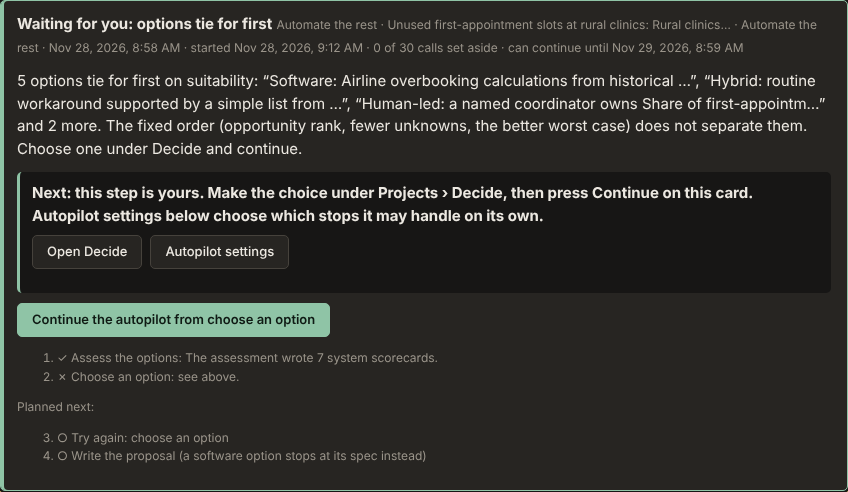 Waiting for you: options tie for first Automate the rest · Unused first-appointment slots at rural clinics: Rural clinics... · Automate the
rest · Nov 28, 2026, 8:58 AM · started Nov 28, 2026, 9:12 AM · 0 of 30 calls set aside · can continue until Nov 29, 2026, 8:59 AM
5 options tie for first on suitability: “Software: Airline overbooking calculations from historical ...”, “Hybrid: routine
workaround supported by a simple list from ...”, “Human-led: a named coordinator owns Share of first-appointm...”
and 2 more. The fixed order (opportunity rank, fewer unknowns, the better worst case) does not separate them.
Choose one under Decide and continue.
Next: this step is yours. Make the choice under Projects › Decide, then press Continue on this card.
Autopilot settings below choose which stops it may handle on its own.
Open Decide Autopilot settings
Continue the autopilot from choose an option
1. ✓ Assess the options: The assessment wrote 7 system scorecards.
2. × Choose an option: see above.
Planned next:
3. ○ Try again: choose an option
4. ○ Write the proposal (a software option stops at its spec instead)